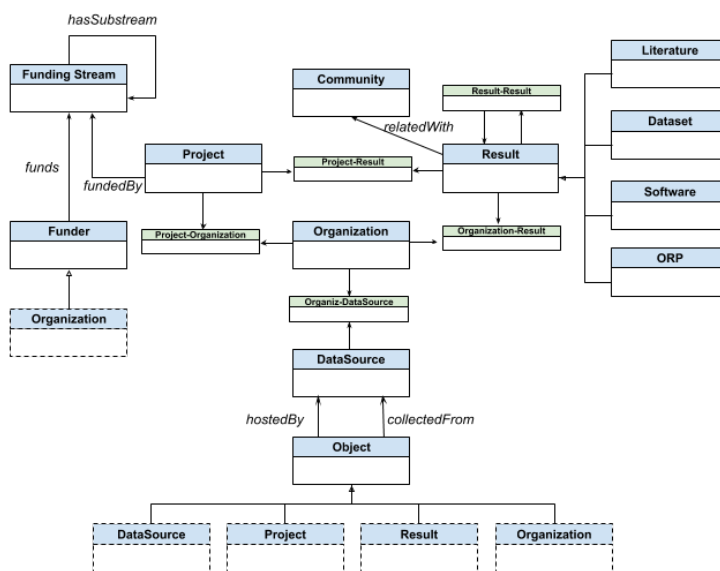 hasSubstream
Funding Stream
Community
Literature
Result-Result
relatedWith
Dataset
Project
Result
Project-Result
funds
fundedBy
Software
Funder
Project-Organization
Organization
Organization-Result
ORP
Organiz-DataSource
Organization
DataSource
hostedBy
collectedFrom
Object
DataSource
Project
Result
Organization